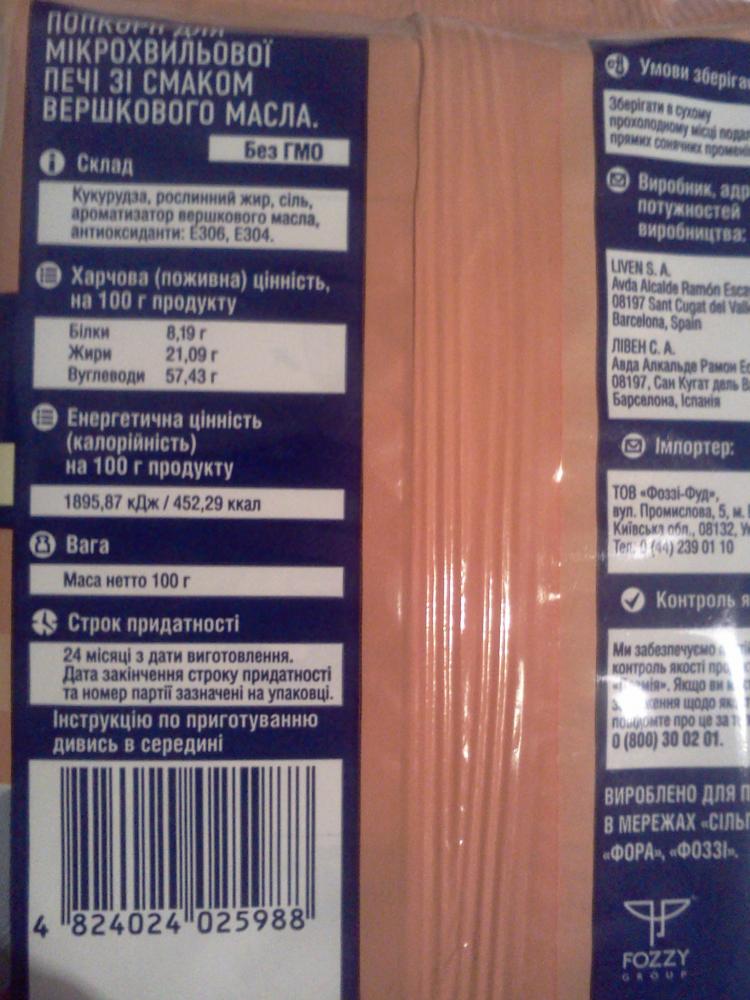 ПОПКОРН ДЛЯ
МІКРОХВИЛЬОВОЇ
ПЕЧІ ЗІ СМАКОМ
ВЕРШКОВОГО МАСЛА.
Без ГМО
Склад
Кукурудза, рослинний жир, сіль,
ароматизатор вершкового масла,
антиоксиданти: Е306, Е304.
Харчова (поживна) цінність,
на 100 г продукту
Білки 8,19 г
Жири 21,09 г
Вуглеводи 57,43 г
Енергетична цінність
(калорійність)
на 100 г продукту
1895,87 кДж / 452,29 ккал
Вага
Маса нетто 100 г
Строк придатності
24 місяці з дати виготовлення.
Дата закінчення строку придатності
та номер партії зазначені на упаковці.
Інструкцію по приготуванню
дивись в середині
4 824024 025988
Умови
Зберігати в сухому
прохолодному місці
прямих сонячних
Виробник,
потужностей
виробництва:
LIVEN S. A.
Avda Alcalde Ramón
08197 Sant Cugat del
Barcelona, Spain
ЛІВЕН С. А.
Авда Алкальде Рамон
08197, Сан Кугат дель
Барселона, Іспанія
Імпортер:
ТОВ «Фоззі-Фуд»,
вул. Промислова, 5, м.
Київська обл., 08132,
Тел. 0 (44) 239 01 10
Контроль
Ми забезпечуємо
контроль якості
Якщо ви
щодо
про це за
0 (800) 30 02 01.
ВИРОБЛЕНО ДЛЯ
В МЕРЕЖАХ
«ФОРА», «ФОЗЗІ».
FOZZY
GROUP